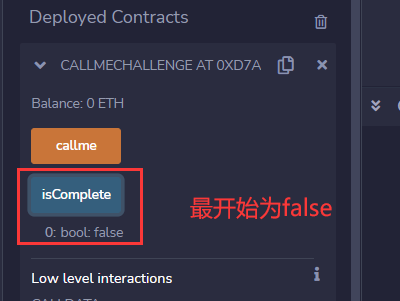 Deployed Contracts
CALLMECHALLENGE AT 0XD7A
Balance: 0 ETH
callme
isComplete
最开始为false
0: bool: false
Low level interactions
CALLDATA